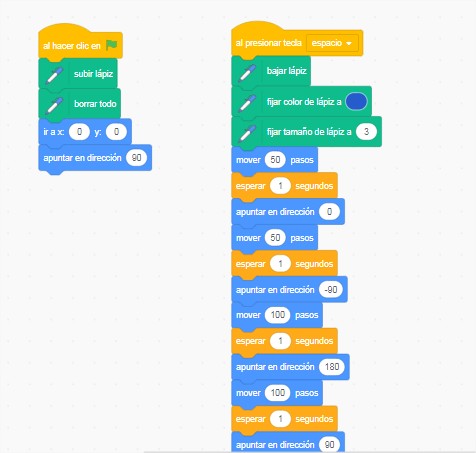 al hacer clic en
subir lápiz
borrar todo
ir a x: 0 y: 0
apuntar en dirección 90
al presionar tecla espacio
bajar lápiz
fijar color de lápiz a
fijar tamaño de lápiz a 3
mover 50 pasos
esperar 1 segundos
apuntar en dirección 0
mover 50 pasos
esperar 1 segundos
apuntar en dirección -90
mover 100 pasos
esperar 1 segundos
apuntar en dirección 180
mover 100 pasos
esperar 1 segundos
apuntar en dirección 90